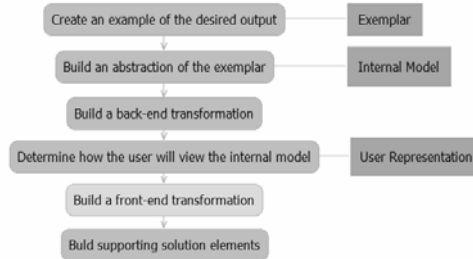 Create an example of the desired output
Exemplar
Build an abstraction of the exemplar
Internal Model
Build a back-end transformation
Determine how the user will view the internal model
User Representation
Build a front-end transformation
Buld supporting solution elements